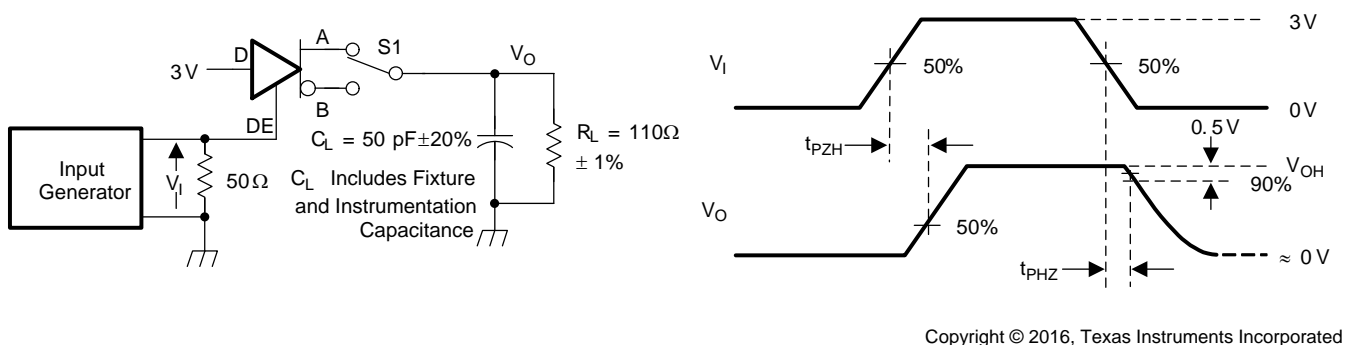 A
S1
D
3 V
B
DE
V_O
Input
Generator
V_I
50 Ω
C_L = 50 pF ±20%
C_L Includes Fixture
and Instrumentation
Capacitance
R_L = 110 Ω
± 1%
V_I
3 V
50%
50%
0 V
t_PZH
0.5 V
V_OH
90%
V_O
50%
t_PHZ
≈ 0 V
Copyright © 2016, Texas Instruments Incorporated